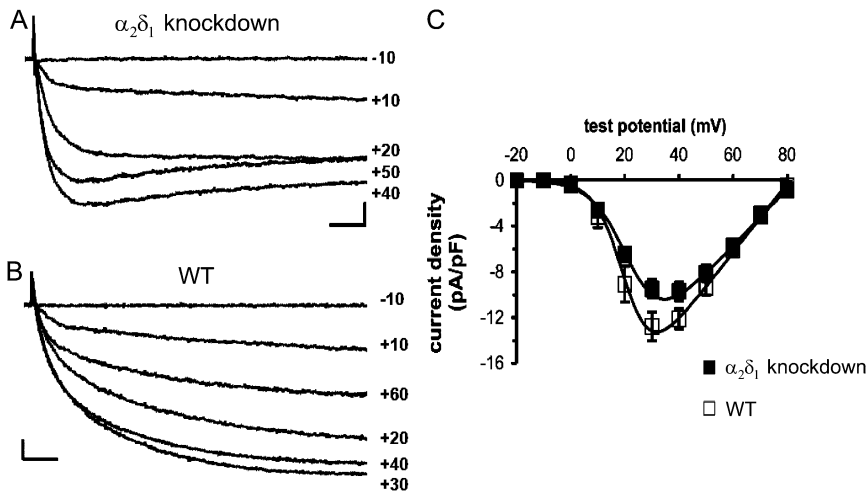 A
α₂δ₁ knockdown
-10
+10
+20
+50
+40
B
WT
-10
+10
+60
+20
+40
+30
C
test potential (mV)
-20 0 20 40 60 80
0
-4
-8
-12
-16
current density
(pA/pF)
α₂δ₁ knockdown
WT